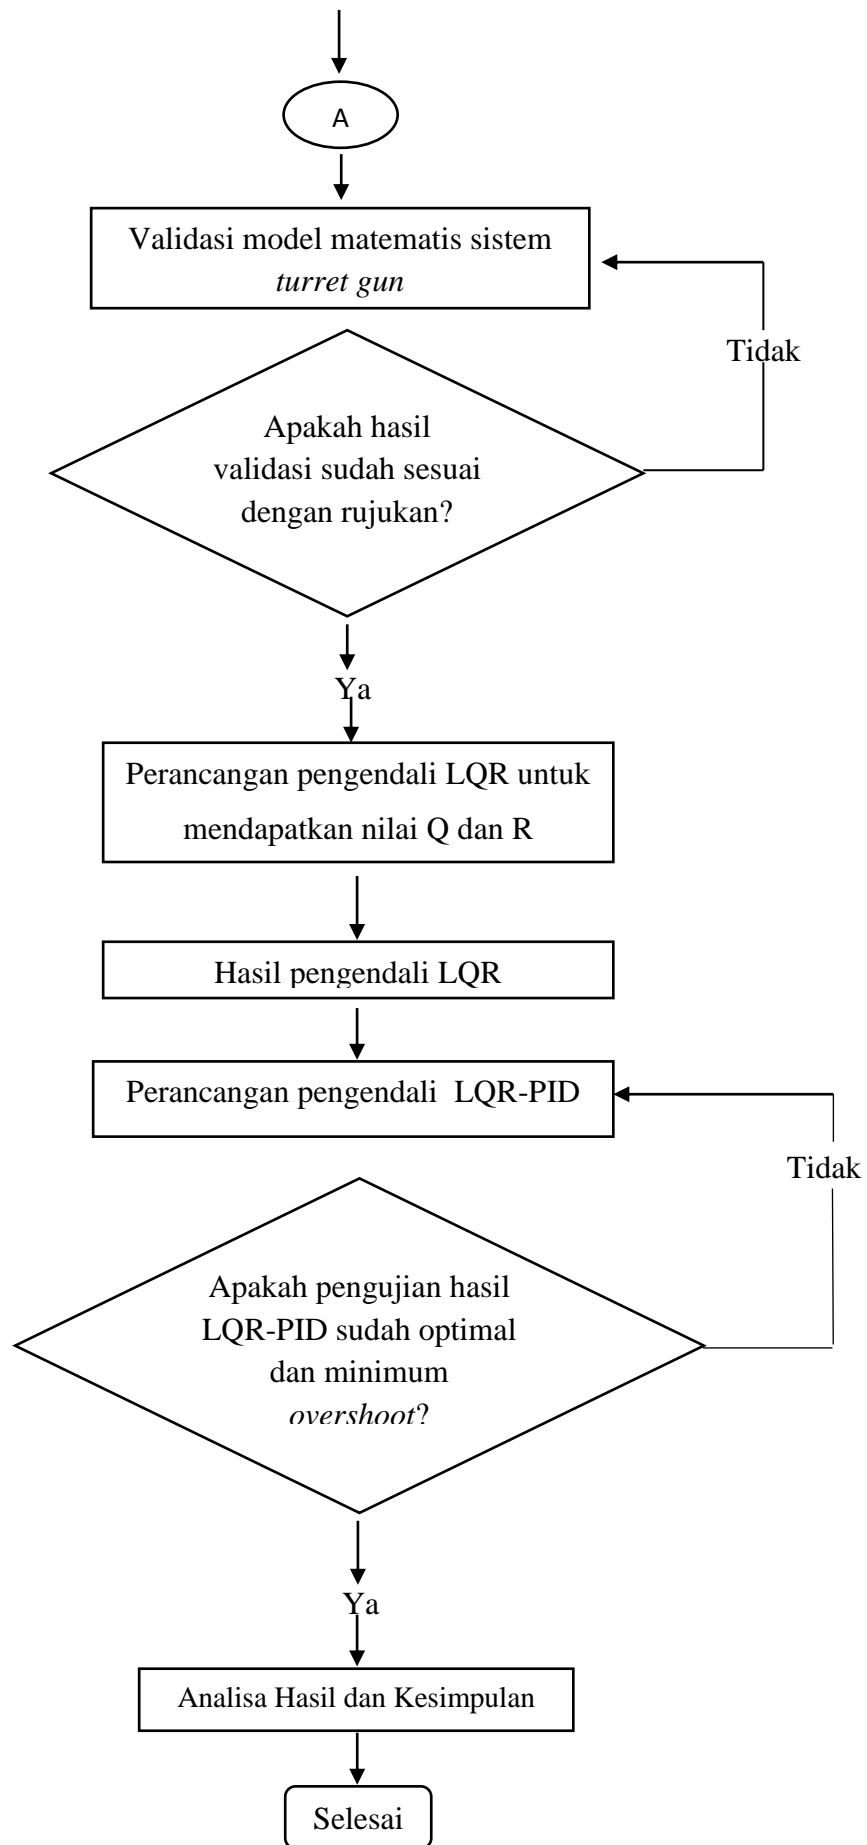 A
Validasi model matematis sistem
turret gun
Tidak
Apakah hasil
validasi sudah sesuai
dengan rujukan?
Ya
Perancangan pengendali LQR untuk
mendapatkan nilai Q dan R
Hasil pengendali LQR
Perancangan pengendali LQR-PID
Tidak
Apakah pengujian hasil
LQR-PID sudah optimal
dan minimum
overshoot?
Ya
Analisa Hasil dan Kesimpulan
Selesai